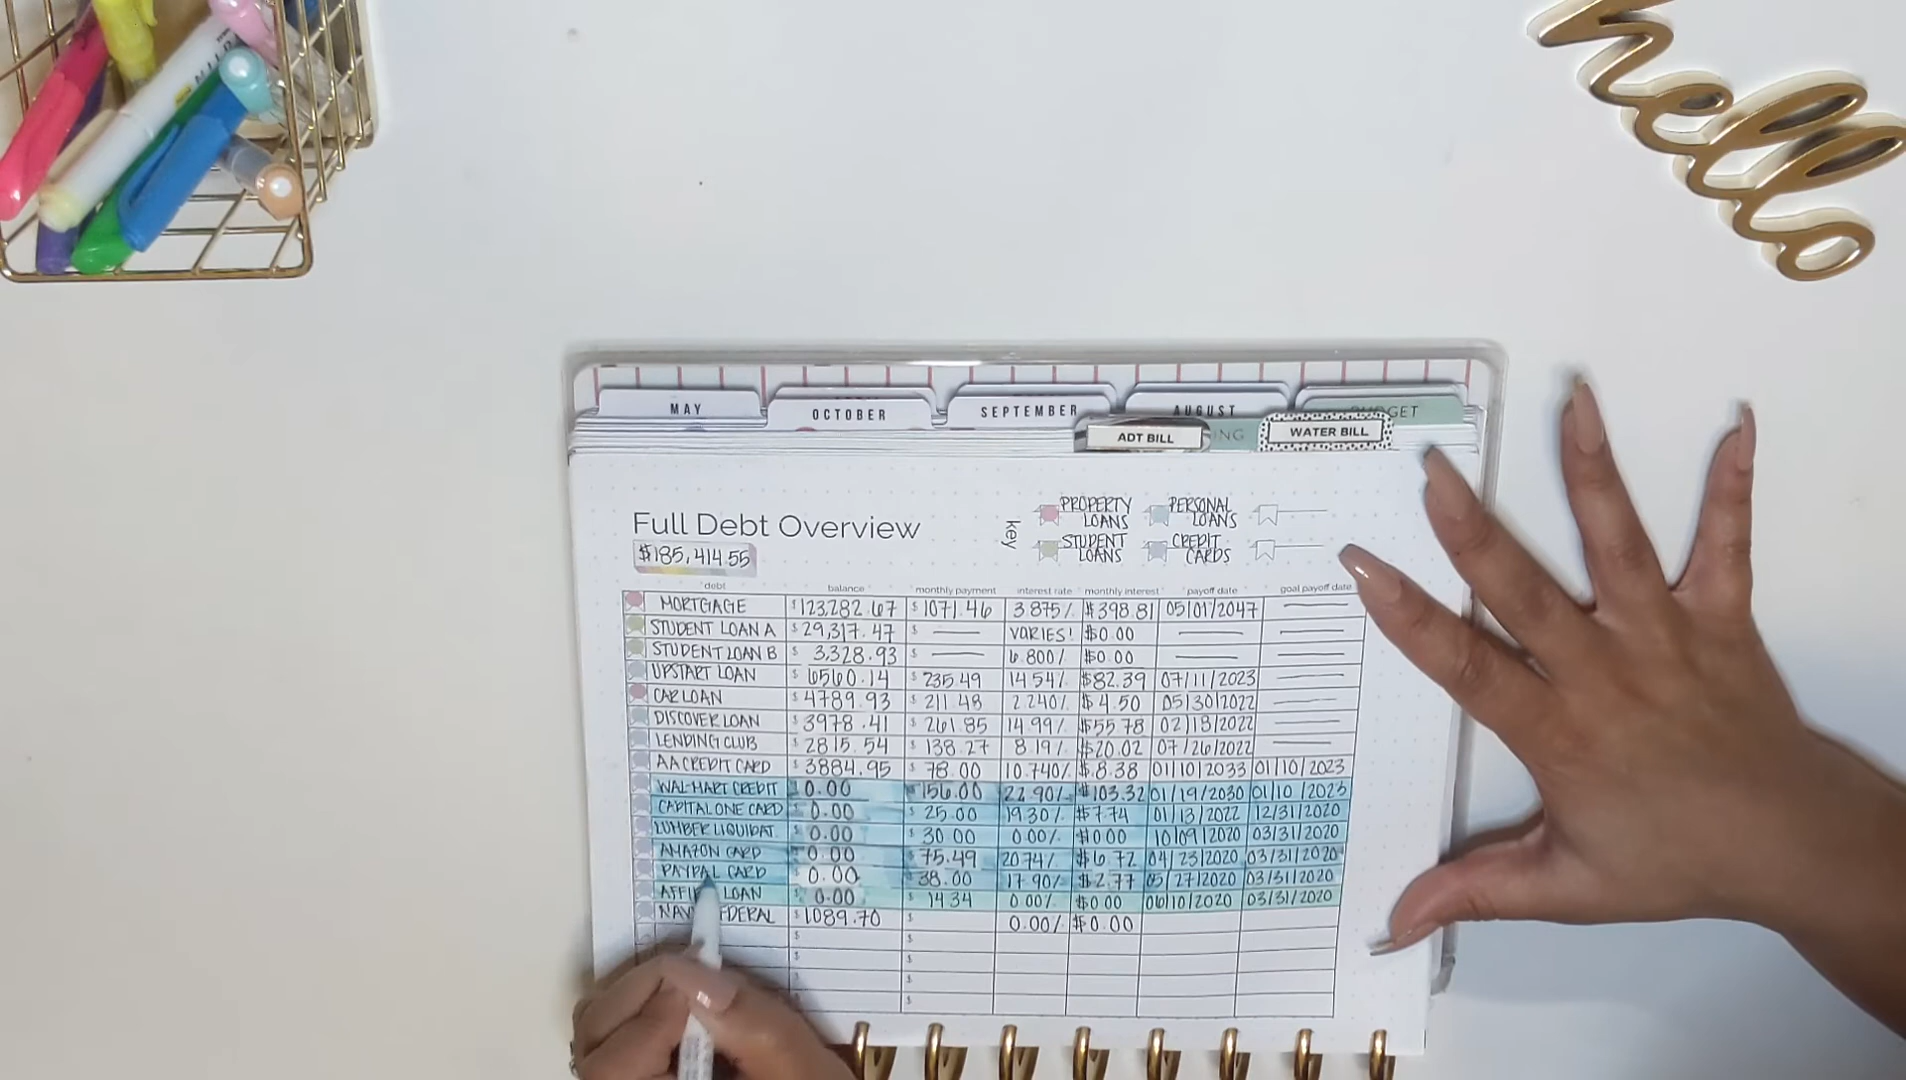 hello
MAY OCTOBER SEPTEMBER AUGUST BUDGET
ADT BILL ING WATER BILL
Full Debt Overview
$185,414.55
key
PROPERTY LOANS PERSONAL LOANS
STUDENT LOANS CREDIT CARDS
debt balance monthly payment interest rate monthly interest payoff date goal payoff date
MORTGAGE $123,282.67 $1071.46 3.875% $398.81 05/01/2047
STUDENT LOAN A $29,317.47 $ VARIES! $0.00
STUDENT LOAN B $3,328.93 $ 6.800% $0.00
UPSTART LOAN $6560.14 $235.49 14.54% $82.39 07/11/2023
CAR LOAN $4789.93 $211.48 2.240% $4.50 05/30/2022
DISCOVER LOAN $3978.41 $261.85 14.99% $55.78 02/18/2022
LENDING CLUB $2815.54 $138.27 8.19% $20.02 07/26/2022
AA CREDIT CARD $3884.95 $78.00 10.740% $8.38 01/10/2033 01/10/2023
WAL-MART CREDIT $0.00 $156.00 22.90% $103.32 01/19/2030 01/10/2023
CAPITAL ONE CARD $0.00 $25.00 19.30% $7.74 01/13/2022 12/31/2020
LUMBER LIQUIDAT. $0.00 $30.00 0.00% $0.00 10/09/2020 03/31/2020
AMAZON CARD $0.00 $75.49 20.74% $6.72 04/23/2020 03/31/2020
PAYPAL CARD $0.00 $38.00 17.90% $2.77 05/27/2020 03/31/2020
LOAN $0.00 $14.34 0.00% $0.00 06/10/2020 03/31/2020
$1089.70 $ 0.00% $0.00
$ $
$ $
$ $
$ $